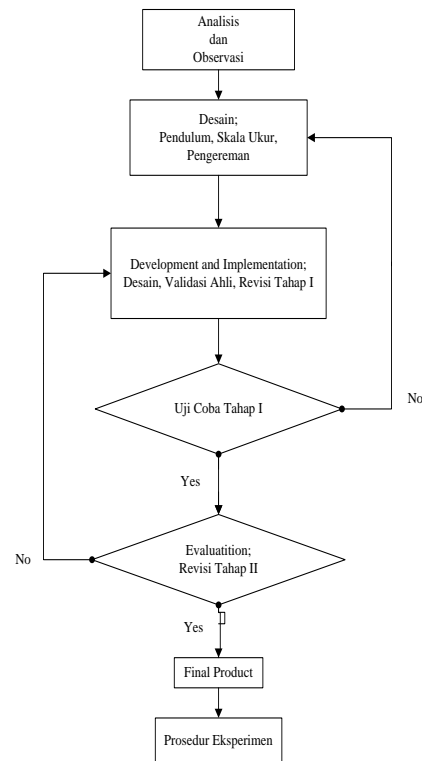 Analisis
dan
Observasi
Desain;
Pendulum, Skala Ukur,
Pengereman
Development and Implementation;
Desain, Validasi Ahli, Revisi Tahap I
Uji Coba Tahap I
No
Yes
Evaluatition;
Revisi Tahap II
No
Yes
Final Product
Prosedur Eksperimen